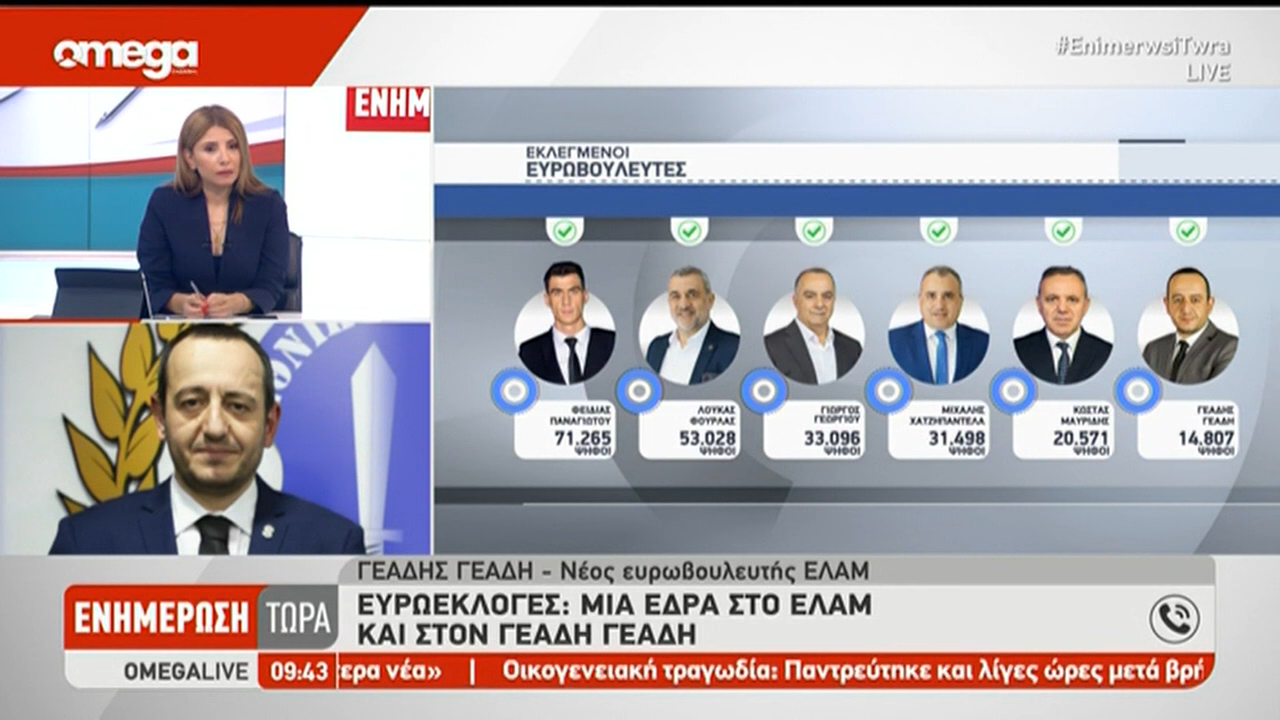 omega
#EnimerwsiTwra
LIVE
ΕΝΗΜ
ΕΚΛΕΓΜΕΝΟΙ
ΕΥΡΩΒΟΥΛΕΥΤΕΣ
ΦΕΙΔΙΑΣ
ΠΑΝΑΓΙΩΤΟΥ
71.265
ΨΗΦΟΙ
ΛΟΥΚΑΣ
ΦΟΥΡΛΑΣ
53.028
ΨΗΦΟΙ
ΓΙΩΡΓΟΣ
ΓΕΩΡΓΙΟΥ
33.096
ΨΗΦΟΙ
ΜΙΧΑΛΗΣ
ΧΑΤΖΗΠΑΝΤΕΛΑ
31.498
ΨΗΦΟΙ
ΚΩΣΤΑΣ
ΜΑΥΡΙΔΗΣ
20.571
ΨΗΦΟΙ
ΓΕΑΔΗΣ
ΓΕΑΔΗ
14.807
ΨΗΦΟΙ
ΓΕΑΔΗΣ ΓΕΑΔΗ – Νέος ευρωβουλευτής ΕΛΑΜ
ΕΝΗΜΕΡΩΣΗ ΤΩΡΑ
ΕΥΡΩΕΚΛΟΓΕΣ: ΜΙΑ ΕΔΡΑ ΣΤΟ ΕΛΑΜ
ΚΑΙ ΣΤΟΝ ΓΕΑΔΗ ΓΕΑΔΗ
OMEGALIVE 09:43 τερα νέα» | Οικογενειακή τραγωδία: Παντρεύτηκε και λίγες ώρες μετά βρή